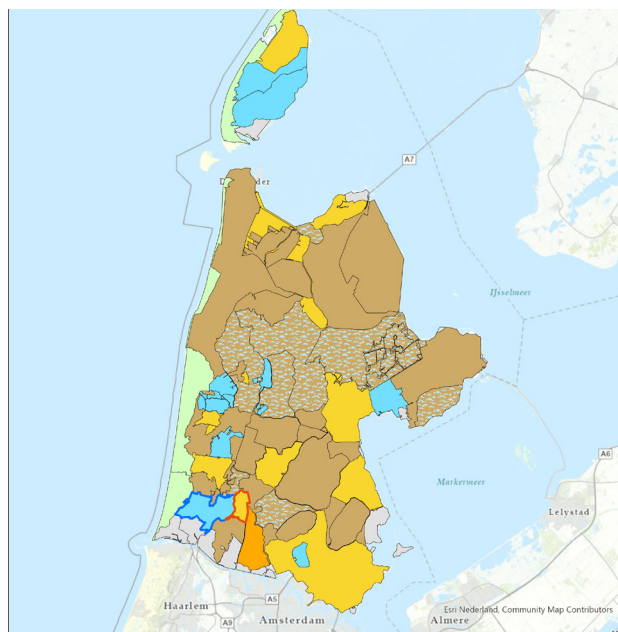 A7
IJsselmeer
Markermeer
A6
Lelystad
Haarlem
A5
A9
Amsterdam
Almere
Esri Nederland, Community Map Contributors